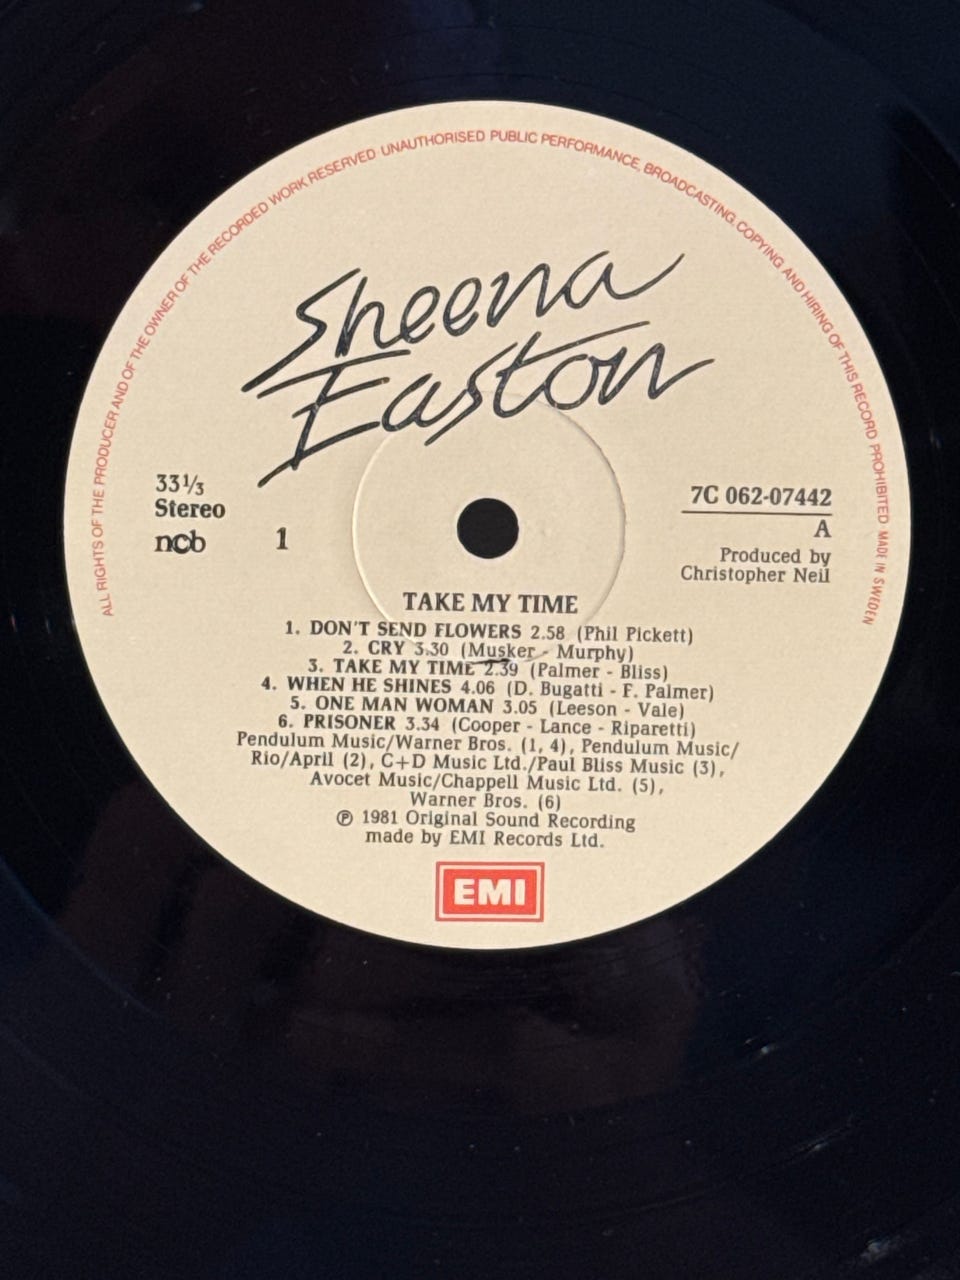 ALL RIGHTS OF THE PRODUCER AND OF THE OWNER OF THE RECORDED WORK RESERVED · UNAUTHORISED PUBLIC PERFORMANCE, BROADCASTING, COPYING AND HIRING OF THIS RECORD PROHIBITED · MADE IN SWEDEN
Sheena
Easton
33⅓
Stereo
ncb
1
7C 062-07442
A
Produced by
Christopher Neil
TAKE MY TIME
1. DON'T SEND FLOWERS 2.58 (Phil Pickett)
2. CRY 3.30 (Musker - Murphy)
3. TAKE MY TIME 2.39 (Palmer - Bliss)
4. WHEN HE SHINES 4.06 (D. Bugatti - F. Palmer)
5. ONE MAN WOMAN 3.05 (Leeson - Vale)
6. PRISONER 3.34 (Cooper - Lance - Riparetti)
Pendulum Music/Warner Bros. (1, 4), Pendulum Music/
Rio/April (2), C+D Music Ltd./Paul Bliss Music (3),
Avocet Music/Chappell Music Ltd. (5),
Warner Bros. (6)
℗ 1981 Original Sound Recording
made by EMI Records Ltd.
EMI